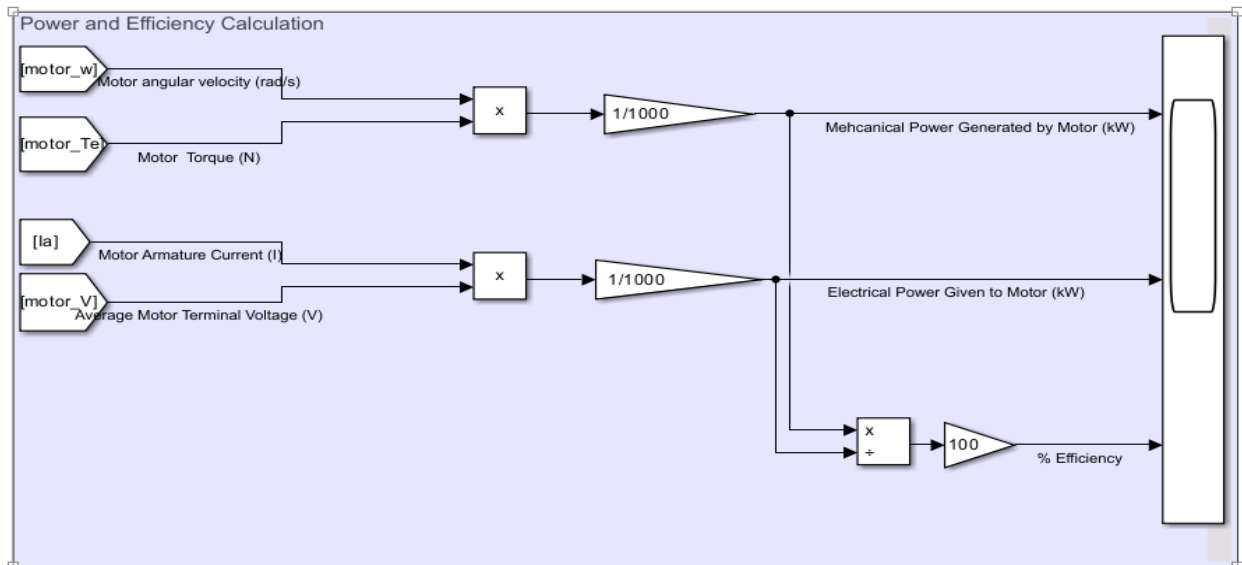 Power and Efficiency Calculation
[motor_w]
Motor angular velocity (rad/s)
x
1/1000
Mehcanical Power Generated by Motor (kW)
[motor_Te]
Motor  Torque (N)
[Ia]
Motor Armature Current (I)
x
1/1000
Electrical Power Given to Motor (kW)
[motor_V]
Average Motor Terminal Voltage (V)
x
÷
100
% Efficiency